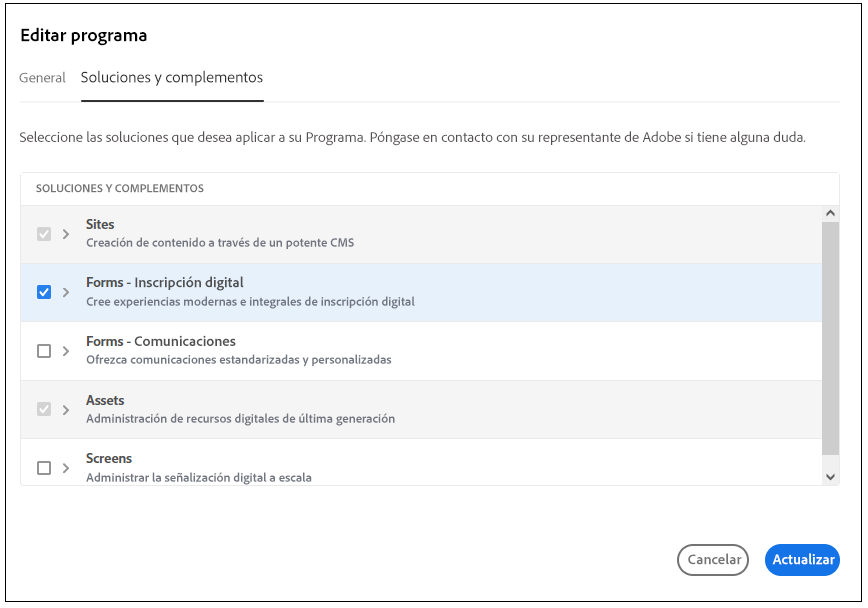 Editar programa
General Soluciones y complementos
Seleccione las soluciones que desea aplicar a su Programa. Póngase en contacto con su representante de Adobe si tiene alguna duda.
SOLUCIONES Y COMPLEMENTOS
Sites
Creación de contenido a través de un potente CMS
Forms - Inscripción digital
Cree experiencias modernas e integrales de inscripción digital
Forms - Comunicaciones
Ofrezca comunicaciones estandarizadas y personalizadas
Assets
Administración de recursos digitales de última generación
Screens
Administrar la señalización digital a escala
Cancelar Actualizar